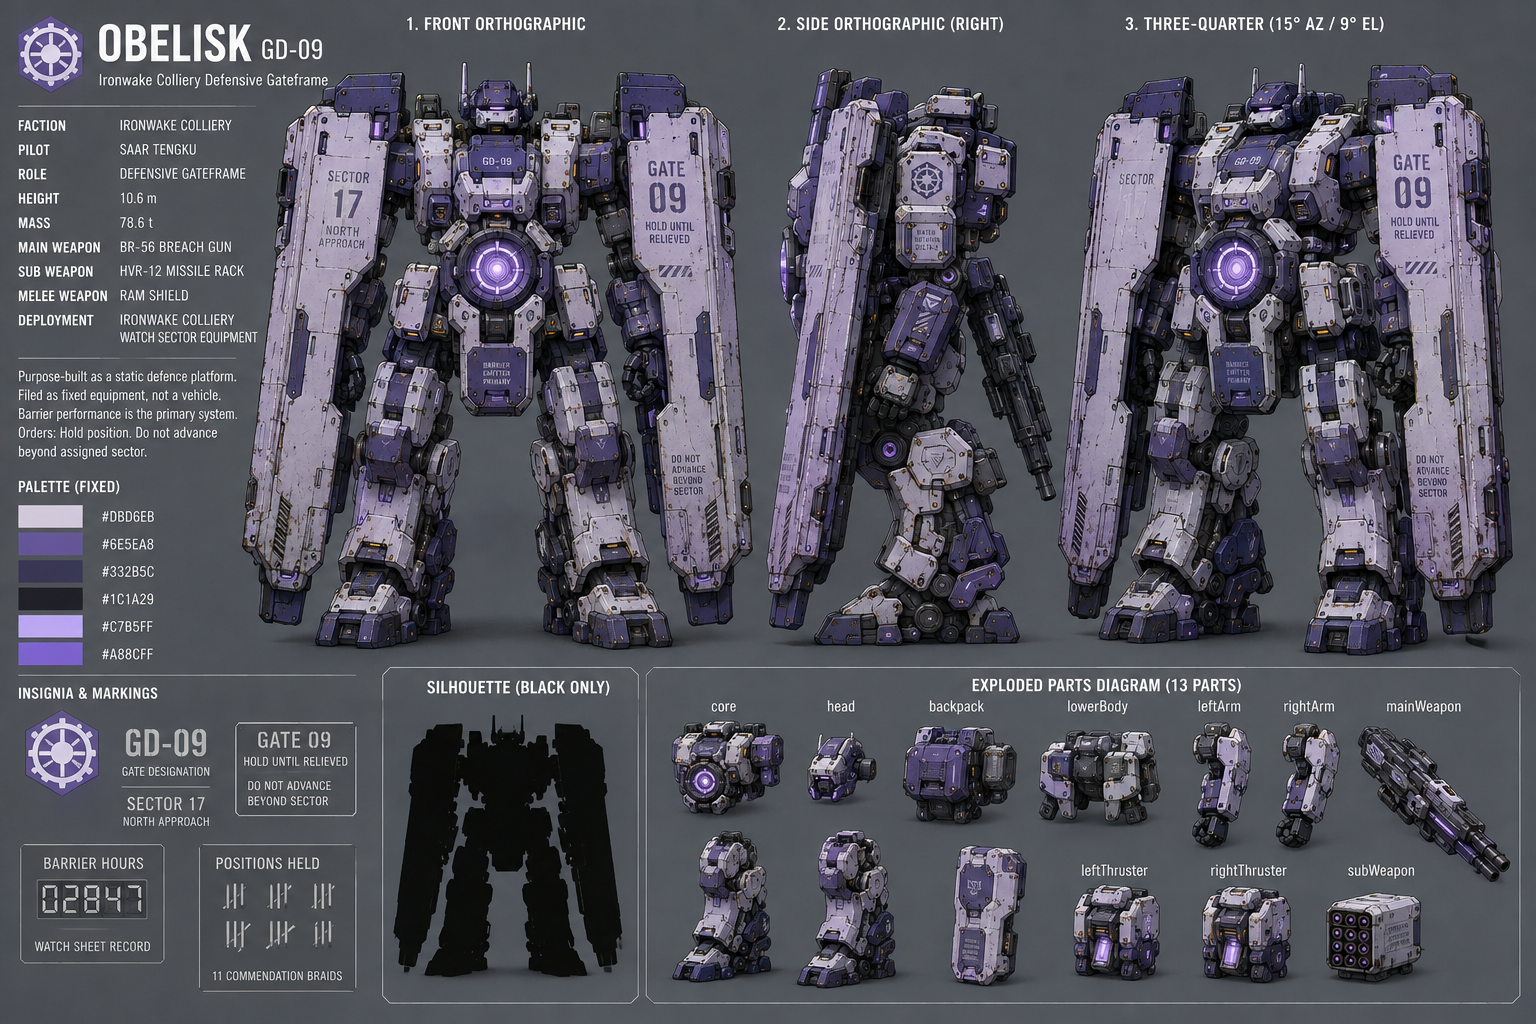 OBELISK GD-09
Ironwake Colliery Defensive Gateframe
FACTION IRONWAKE COLLIERY
PILOT SAAR TENGKU
ROLE DEFENSIVE GATEFRAME
HEIGHT 10.6 m
MASS 78.6 t
MAIN WEAPON BR-56 BREACH GUN
SUB WEAPON HVR-12 MISSILE RACK
MELEE WEAPON RAM SHIELD
DEPLOYMENT IRONWAKE COLLIERY
WATCH SECTOR EQUIPMENT
Purpose-built as a static defence platform.
Filed as fixed equipment, not a vehicle.
Barrier performance is the primary system.
Orders: Hold position. Do not advance
beyond assigned sector.
PALETTE (FIXED)
#DBD6EB
#6E5EA8
#332B5C
#1C1A29
#C7B5FF
#A88CFF
INSIGNIA & MARKINGS
GD-09
GATE DESIGNATION
SECTOR 17
NORTH APPROACH
GATE 09
HOLD UNTIL RELIEVED
DO NOT ADVANCE
BEYOND SECTOR
BARRIER HOURS
02847
WATCH SHEET RECORD
POSITIONS HELD
11 COMMENDATION BRAIDS
1. FRONT ORTHOGRAPHIC
GD-09
SECTOR
17
NORTH
APPROACH
GATE
09
HOLD UNTIL
RELIEVED
BARRIER
EMITTER
PRIMARY
DO NOT
ADVANCE
BEYOND
SECTOR
2. SIDE ORTHOGRAPHIC (RIGHT)
3. THREE-QUARTER (15° AZ / 9° EL)
SECTOR
GD-09
GATE
09
HOLD UNTIL
RELIEVED
BARRIER
EMITTER
PRIMARY
DO NOT
ADVANCE
BEYOND
SECTOR
SILHOUETTE (BLACK ONLY)
EXPLODED PARTS DIAGRAM (13 PARTS)
core
head
backpack
lowerBody
leftArm
rightArm
mainWeapon
leftThruster
rightThruster
subWeapon